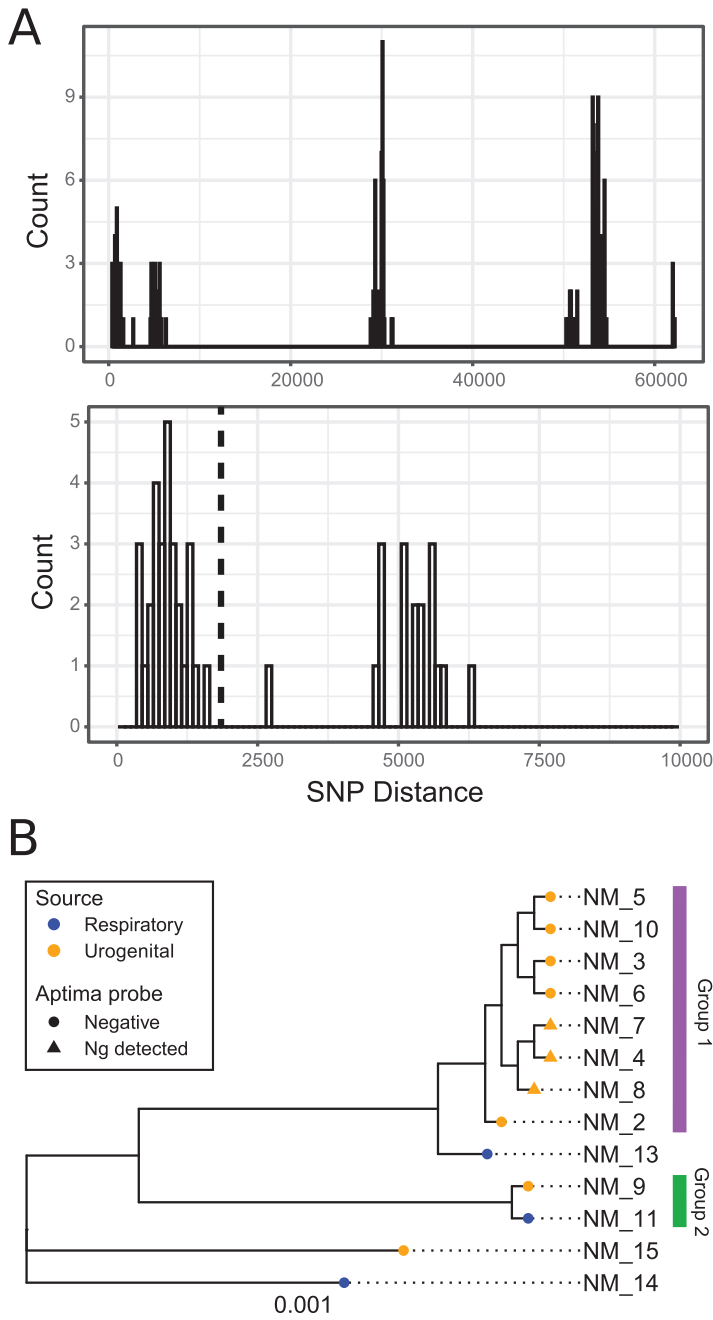 A
Count
9
6
3
0
0 20000 40000 60000
Count
5
4
3
2
1
0
0 2500 5000 7500 10000
SNP Distance
B
Source
Respiratory
Urogenital
Aptima probe
Negative
Ng detected
NM_5
NM_10
NM_3
NM_6
NM_7
NM_4
NM_8
NM_2
NM_13
NM_9
NM_11
NM_15
NM_14
Group 1
Group 2
0.001